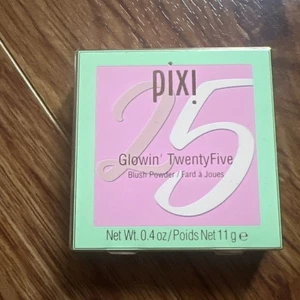 pixi
25
Glowin' TwentyFive
Blush Powder / Fard à Joues
Net Wt. 0.4 oz/Poids Net 11 g ℮